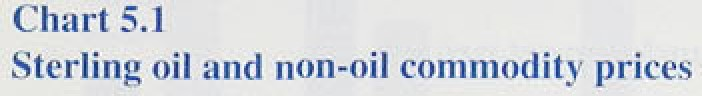 Chart 5.1
Sterling oil and non-oil commodity prices